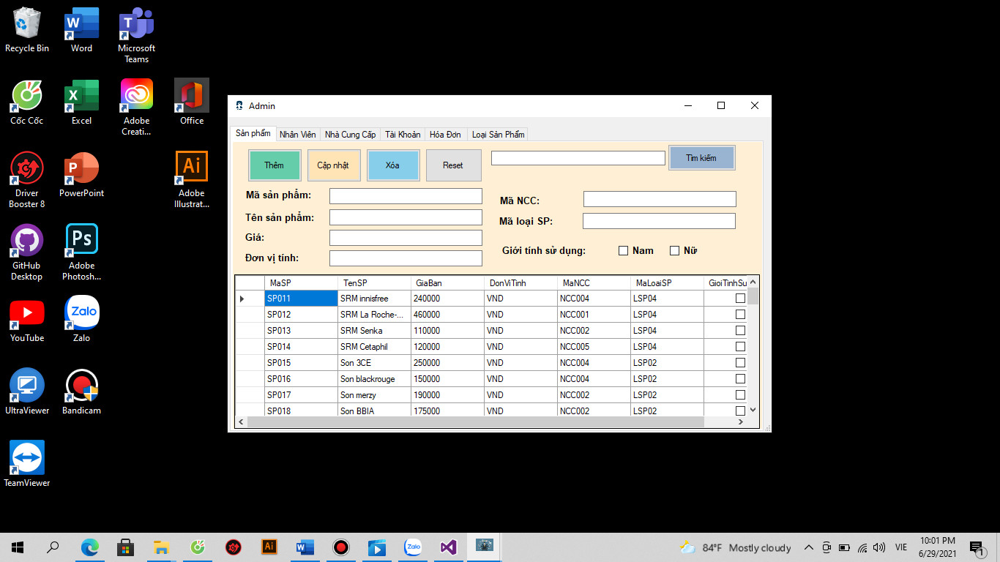 Recycle Bin
Word
Microsoft Teams
Cốc Cốc
Excel
Adobe Creati...
Office
Driver Booster 8
PowerPoint
Adobe Illustrat...
GitHub Desktop
Adobe Photosh...
YouTube
Zalo
UltraViewer
Bandicam
TeamViewer
Admin
Sản phẩm Nhân Viên Nhà Cung Cấp Tài Khoản Hóa Đơn Loại Sản Phẩm
Thêm Cập nhật Xóa Reset Tìm kiếm
Mã sản phẩm:
Tên sản phẩm:
Giá:
Đơn vị tính:
Mã NCC:
Mã loại SP:
Giới tính sử dụng: Nam Nữ
MaSP TenSP GiaBan DonViTinh MaNCC MaLoaiSP GioiTinhSu
SP011 SRM innisfree 240000 VND NCC004 LSP04
SP012 SRM La Roche-... 460000 VND NCC001 LSP04
SP013 SRM Senka 110000 VND NCC002 LSP04
SP014 SRM Cetaphil 120000 VND NCC005 LSP04
SP015 Son 3CE 250000 VND NCC004 LSP02
SP016 Son blackrouge 150000 VND NCC004 LSP02
SP017 Son merzy 190000 VND NCC002 LSP02
SP018 Son BBIA 175000 VND NCC002 LSP02
84°F Mostly cloudy
VIE
10:01 PM
6/29/2021
1